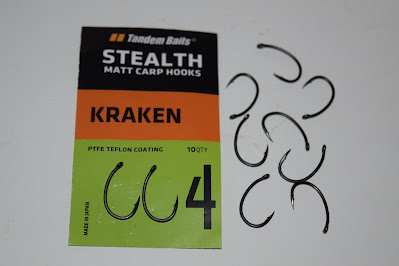 Tandem Baits®
STEALTH
MATT CARP HOOKS
KRAKEN
PTFE TEFLON COATING 10QTY
4
MADE IN JAPAN